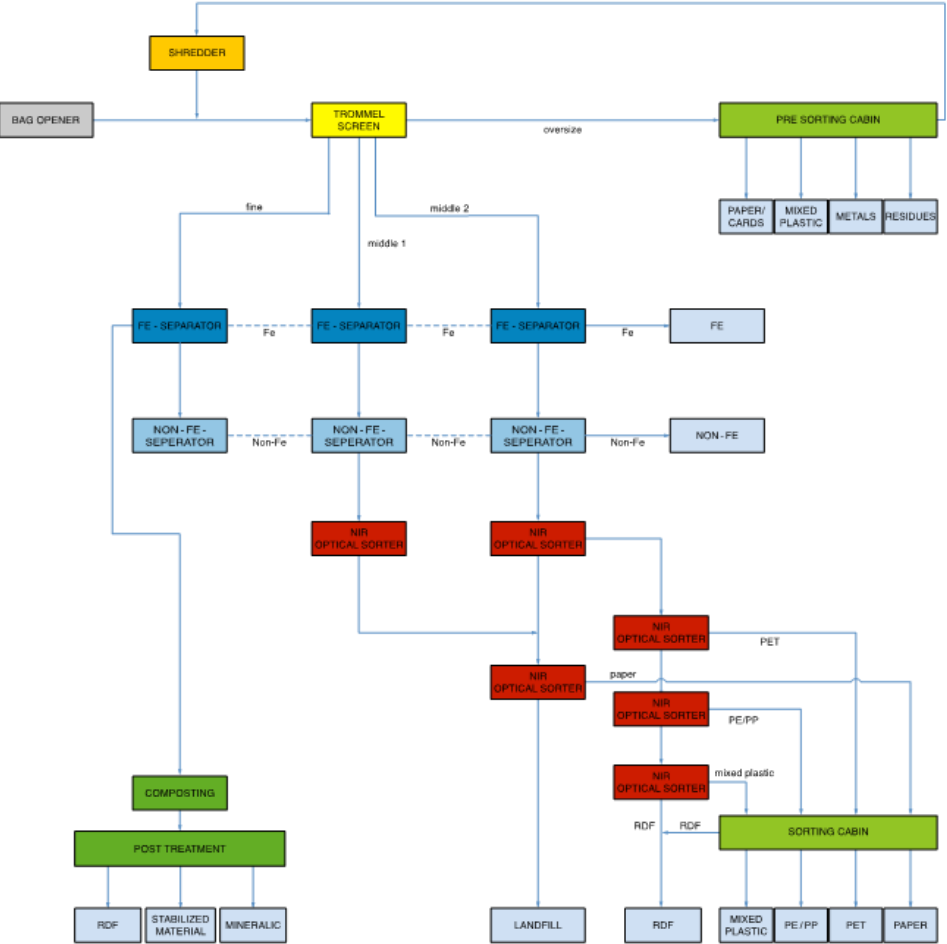 SHREDDER
BAG OPENER
TROMMEL
SCREEN
oversize
PRE SORTING CABIN
PAPER/
CARDS
MIXED
PLASTIC
METALS
RESIDUES
fine
middle 1
middle 2
FE - SEPARATOR
Fe
FE - SEPARATOR
Fe
FE - SEPARATOR
Fe
FE
NON - FE -
SEPERATOR
Non-Fe
NON - FE -
SEPERATOR
Non-Fe
NON - FE -
SEPERATOR
Non-Fe
NON - FE
NIR
OPTICAL SORTER
NIR
OPTICAL SORTER
NIR
OPTICAL SORTER
PET
NIR
OPTICAL SORTER
paper
NIR
OPTICAL SORTER
PE/PP
NIR
OPTICAL SORTER
mixed plastic
COMPOSTING
POST TREATMENT
RDF
RDF
SORTING CABIN
RDF
STABILIZED
MATERIAL
MINERALIC
LANDFILL
RDF
MIXED
PLASTIC
PE / PP
PET
PAPER